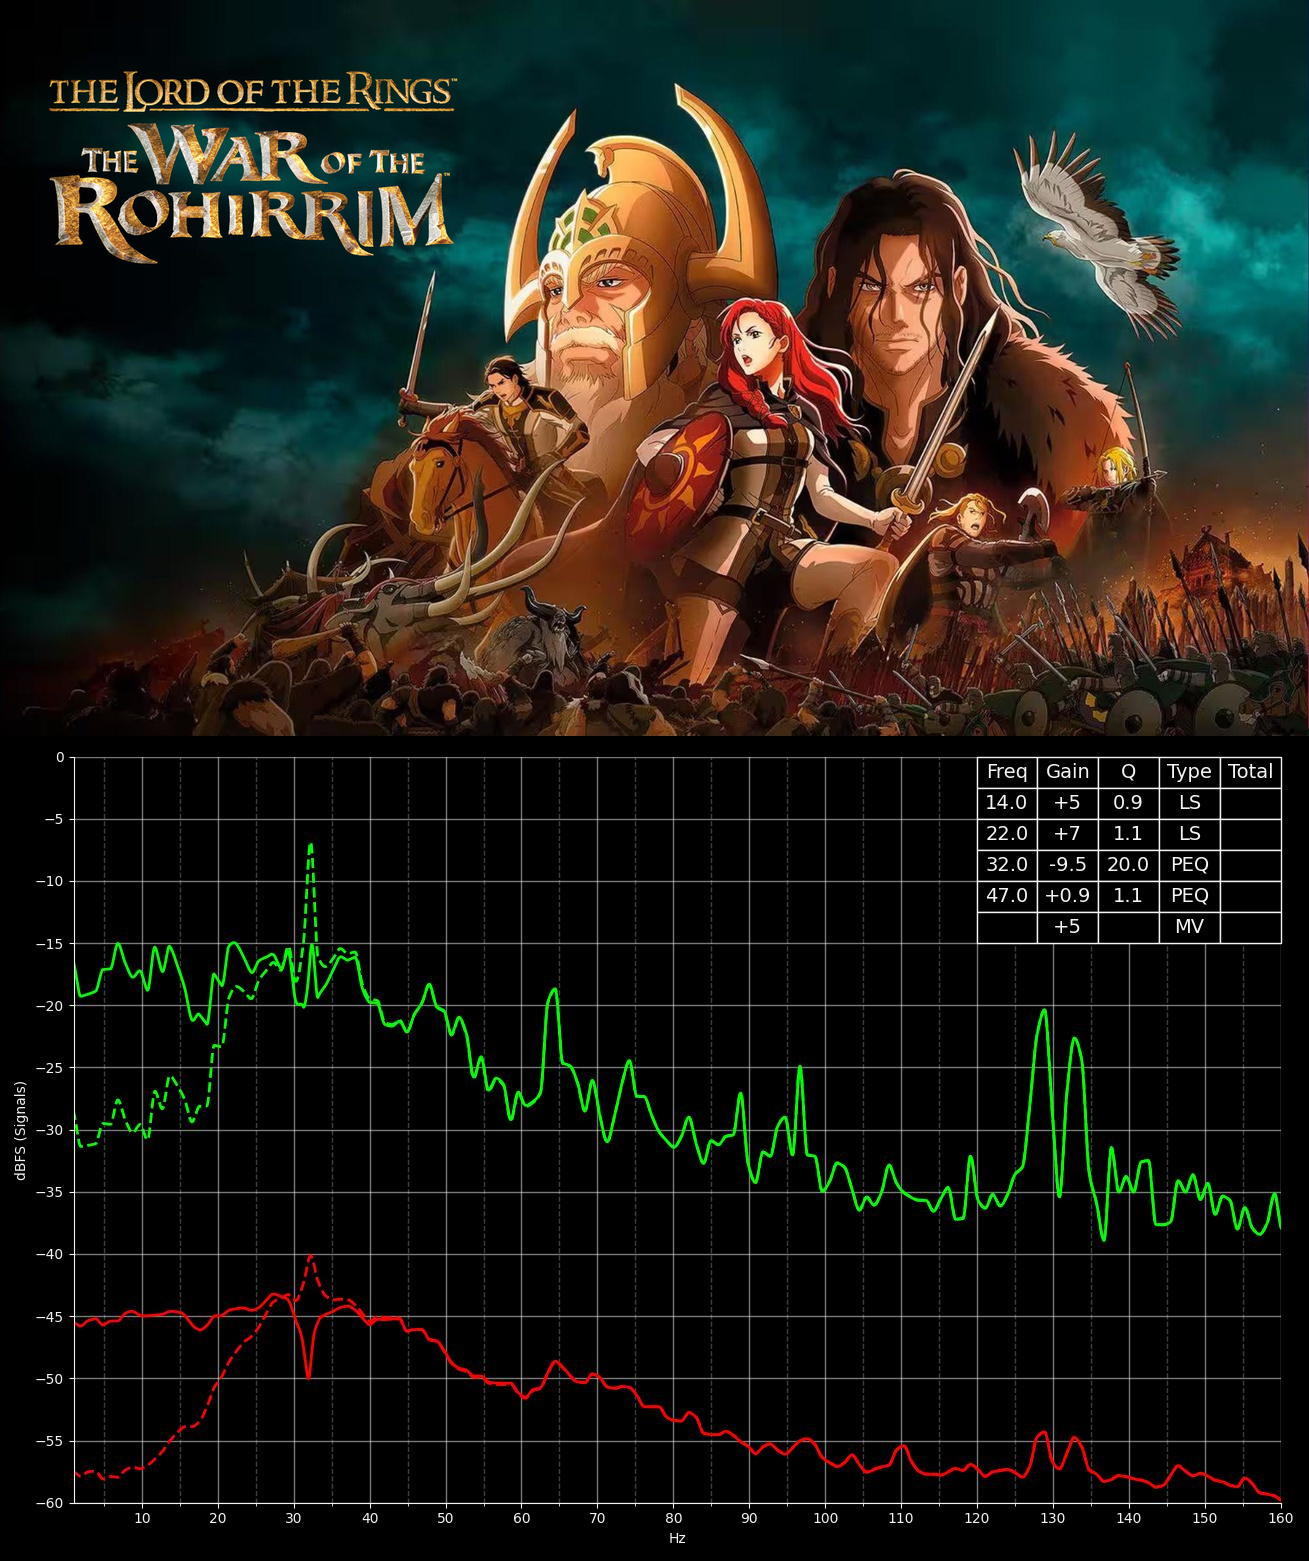 THE LORD OF THE RINGS™
THE WAR OF THE
ROHIRRIM™
Freq Gain Q Type Total
14.0 +5 0.9 LS
22.0 +7 1.1 LS
32.0 -9.5 20.0 PEQ
47.0 +0.9 1.1 PEQ
+5 MV
0
−5
−10
−15
−20
−25
−30
−35
−40
−45
−50
−55
−60
dBFS (Signals)
10 20 30 40 50 60 70 80 90 100 110 120 130 140 150 160
Hz